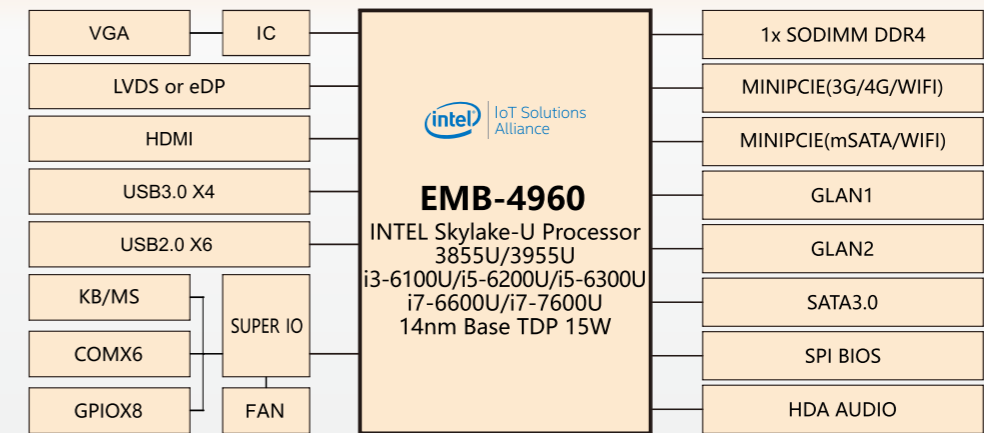 VGA
IC
LVDS or eDP
HDMI
USB3.0 X4
USB2.0 X6
KB/MS
COMX6
GPIOX8
SUPER IO
FAN
intel
IoT Solutions
Alliance
EMB-4960
INTEL Skylake-U Processor
3855U/3955U
i3-6100U/i5-6200U/i5-6300U
i7-6600U/i7-7600U
14nm Base TDP 15W
1x SODIMM DDR4
MINIPCIE(3G/4G/WIFI)
MINIPCIE(mSATA/WIFI)
GLAN1
GLAN2
SATA3.0
SPI BIOS
HDA AUDIO